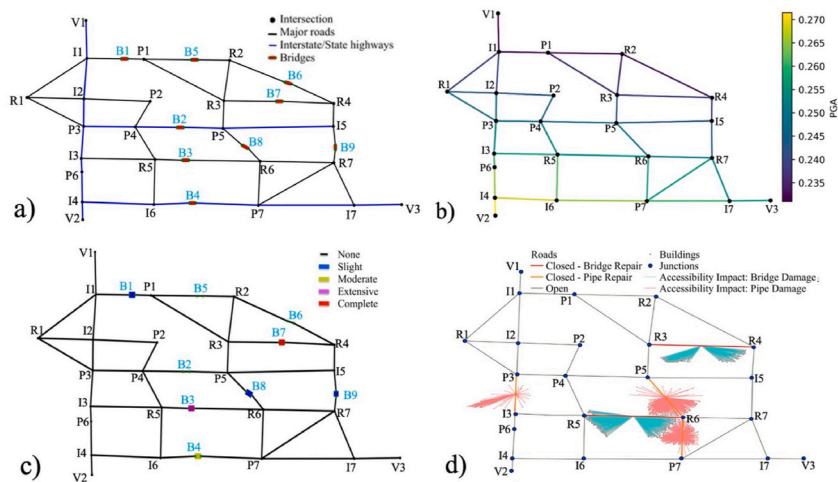 V1
Intersection
Major roads
Interstate/State highways
Bridges
I1 B1 P1 B5 R2
B6
R1 I2 P2 R3 B7 R4
P3 B2 P4 P5 I5
B8
I3 B3 B9
R5 R6 R7
P6
I4 B4
a) V2 I6 P7 I7 V3
V1
I1 P1 R2
R1 I2 P2 R3 R4
P3 P4 P5 I5
I3 R5 R6 R7
P6
I4
b) V2 I6 P7 I7 V3
0.270
0.265
0.260
0.255
0.250
0.245
0.240
0.235
PGA
V1
None
Slight
Moderate
Extensive
Complete
B1
I1 P1 B5 R2
B6
R1 I2 P2 R3 B7 R4
P3 B2 P4 P5 I5
B8 B9
I3 B3
R5 R6 R7
P6
I4 B4
c) V2 I6 P7 I7 V3
Roads
Closed - Bridge Repair
Closed - Pipe Repair
Open
Buildings
Junctions
Accessibility Impact: Bridge Damage
Accessibility Impact: Pipe Damage
V1
I1 P1 R2
R1 I2 P2 R3 R4
P3 P4 P5 I5
I3 R5 R6 R7
P6
I4 I6 P7 I7 V3
V2
d)